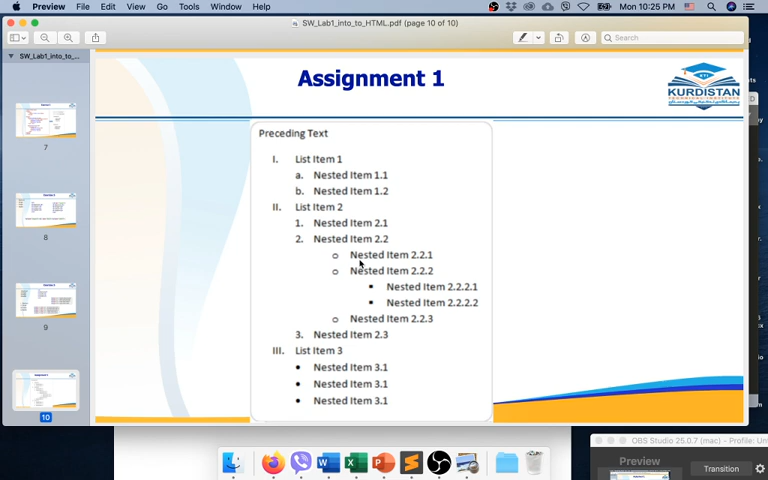 Preview File Edit View Go Tools Window Help
Mon 10:25 PM
SW_Lab1_into_to_HTML.pdf (page 10 of 10)
Search
SW_Lab1_into_to_...
7
8
9
10
Assignment 1
KTI
KURDISTAN
Preceding Text
I. List Item 1
a. Nested Item 1.1
b. Nested Item 1.2
II. List Item 2
1. Nested Item 2.1
2. Nested Item 2.2
o Nested Item 2.2.1
o Nested Item 2.2.2
▪ Nested Item 2.2.2.1
▪ Nested Item 2.2.2.2
o Nested Item 2.2.3
3. Nested Item 2.3
III. List Item 3
• Nested Item 3.1
• Nested Item 3.1
• Nested Item 3.1
OBS Studio 25.0.7 (mac) - Profile: Un
Preview
Transition